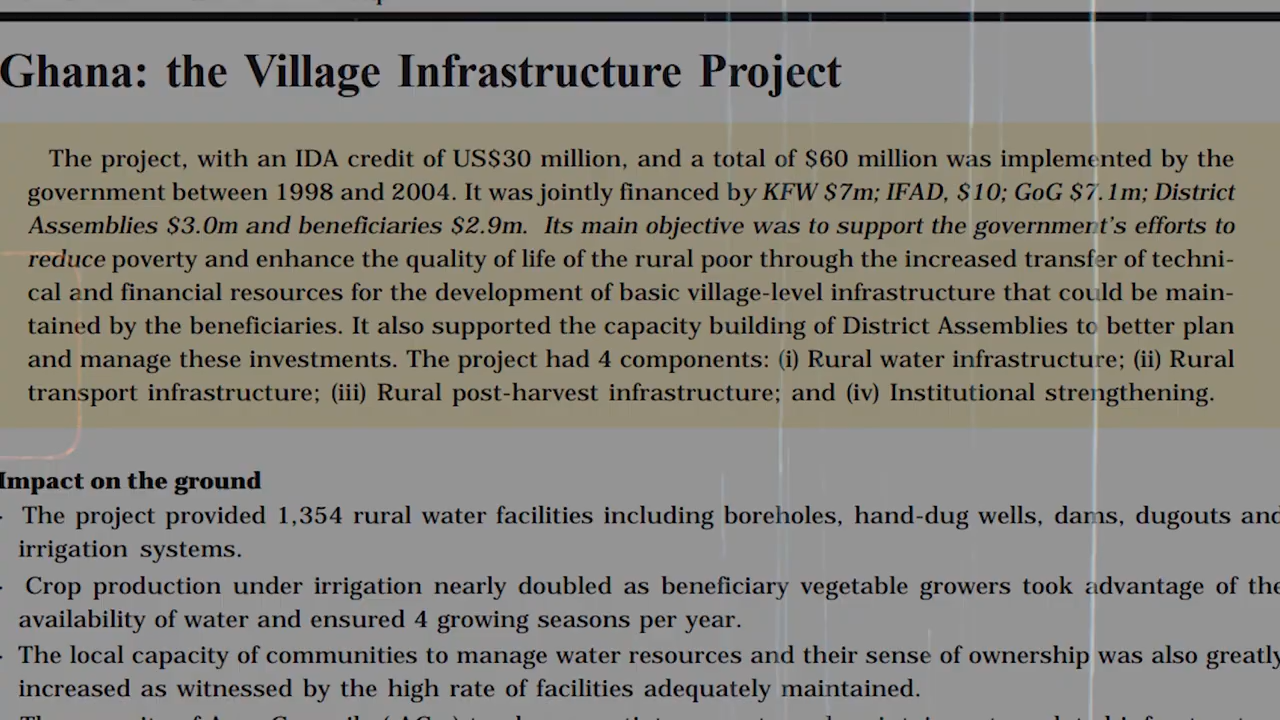 Ghana: the Village Infrastructure Project
The project, with an IDA credit of US$30 million, and a total of $60 million was implemented by the
government between 1998 and 2004. It was jointly financed by KFW $7m; IFAD, $10; GoG $7.1m; District
Assemblies $3.0m and beneficiaries $2.9m. Its main objective was to support the government's efforts to
reduce poverty and enhance the quality of life of the rural poor through the increased transfer of techni-
cal and financial resources for the development of basic village-level infrastructure that could be main-
tained by the beneficiaries. It also supported the capacity building of District Assemblies to better plan
and manage these investments. The project had 4 components: (i) Rural water infrastructure; (ii) Rural
transport infrastructure; (iii) Rural post-harvest infrastructure; and (iv) Institutional strengthening.
Impact on the ground
- The project provided 1,354 rural water facilities including boreholes, hand-dug wells, dams, dugouts and
irrigation systems.
- Crop production under irrigation nearly doubled as beneficiary vegetable growers took advantage of the
availability of water and ensured 4 growing seasons per year.
- The local capacity of communities to manage water resources and their sense of ownership was also greatly
increased as witnessed by the high rate of facilities adequately maintained.